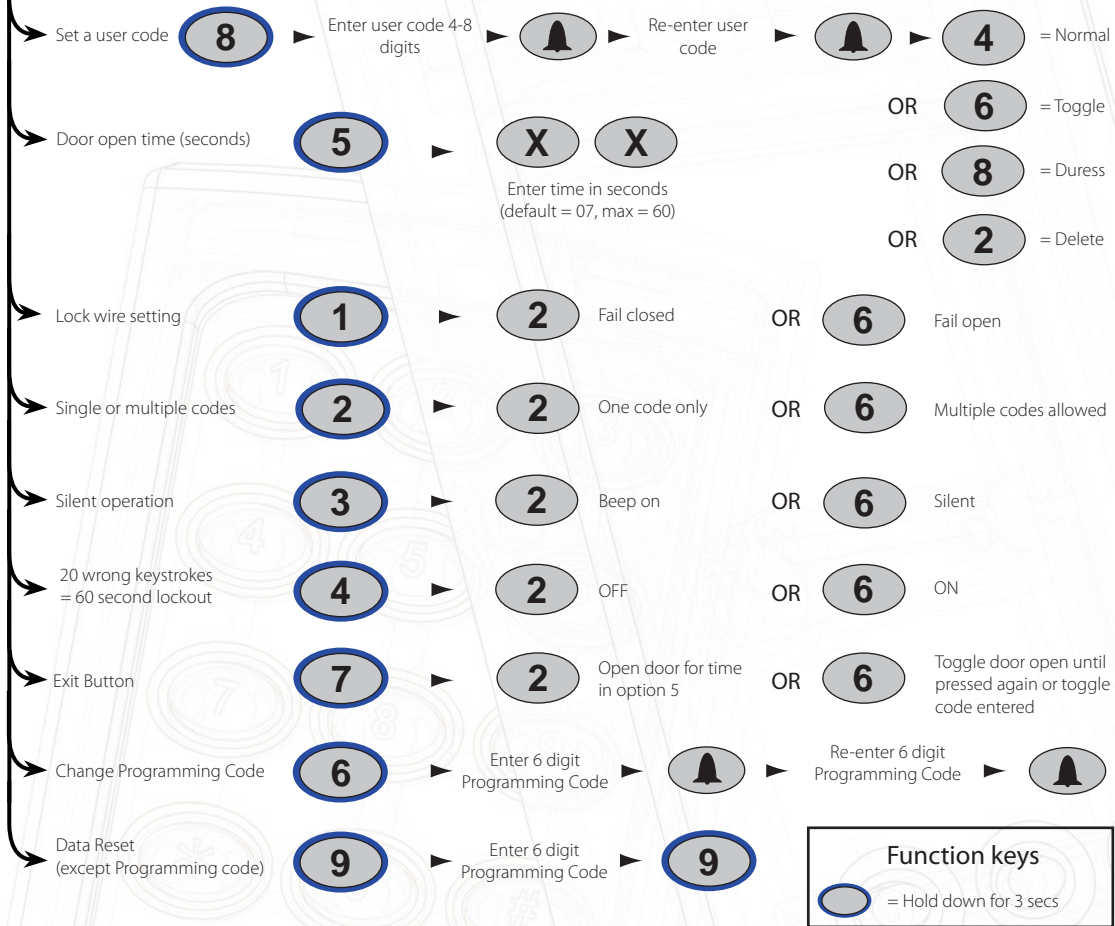 Set a user code 8 Enter user code 4-8 digits Re-enter user code 4 = Normal
OR 6 = Toggle
Door open time (seconds) 5 X X
Enter time in seconds
(default = 07, max = 60)
OR 8 = Duress
OR 2 = Delete
Lock wire setting 1 2 Fail closed OR 6 Fail open
Single or multiple codes 2 2 One code only OR 6 Multiple codes allowed
Silent operation 3 2 Beep on OR 6 Silent
20 wrong keystrokes
= 60 second lockout
4 2 OFF OR 6 ON
Exit Button 7 2
Open door for time
in option 5
OR 6
Toggle door open until
pressed again or toggle
code entered
Change Programming Code 6
Enter 6 digit
Programming Code
Re-enter 6 digit
Programming Code
Data Reset
(except Programming code)
9
Enter 6 digit
Programming Code
9
Function keys
= Hold down for 3 secs